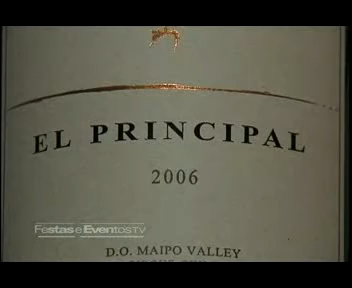 EL PRINCIPAL
2006
Festas e Eventos TV
D.O. MAIPO VALLEY